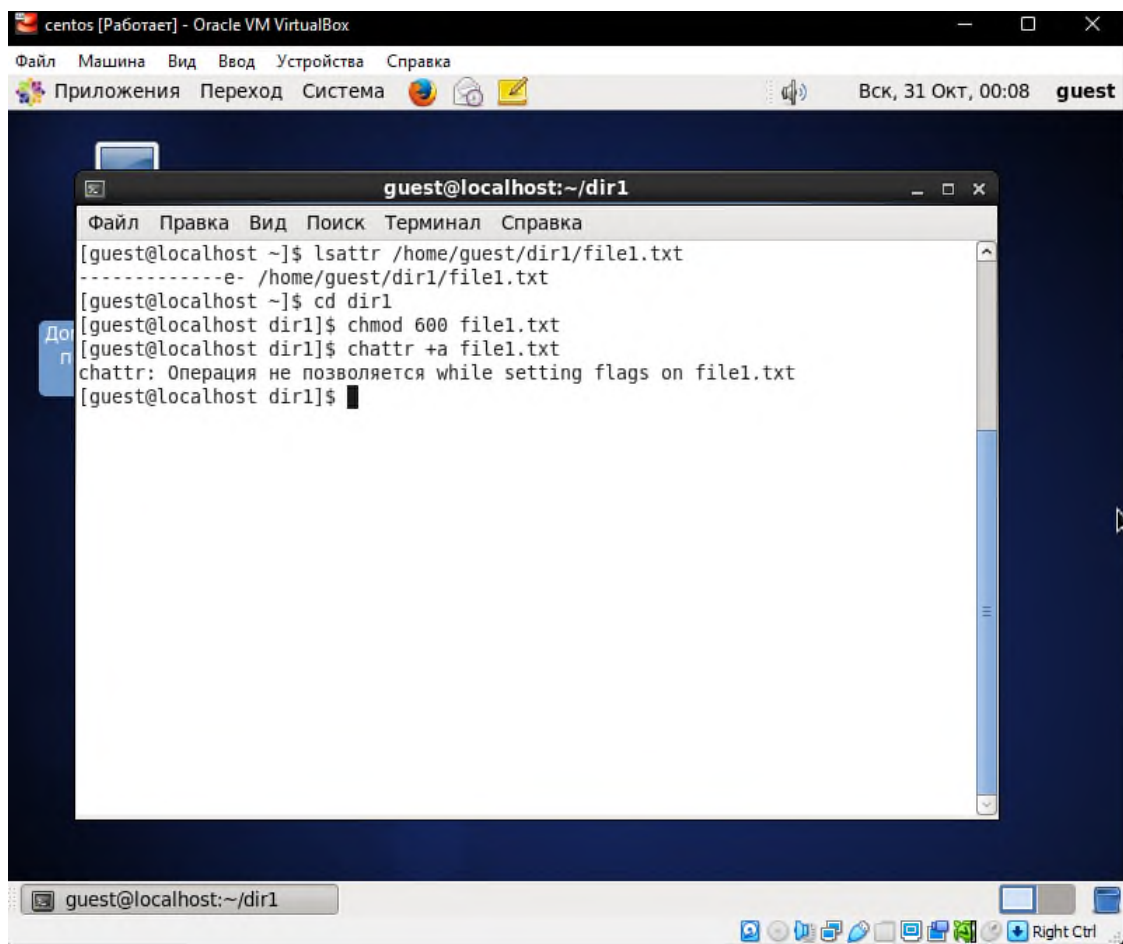 centos [Работает] - Oracle VM VirtualBox
Файл Машина Вид Ввод Устройства Справка
Приложения Переход Система Вск, 31 Окт, 00:08 guest
guest@localhost:~/dir1
Файл Правка Вид Поиск Терминал Справка
[guest@localhost ~]$ lsattr /home/guest/dir1/file1.txt
-------------e- /home/guest/dir1/file1.txt
[guest@localhost ~]$ cd dir1
[guest@localhost dir1]$ chmod 600 file1.txt
[guest@localhost dir1]$ chattr +a file1.txt
chattr: Операция не позволяется while setting flags on file1.txt
[guest@localhost dir1]$
guest@localhost:~/dir1
Right Ctrl